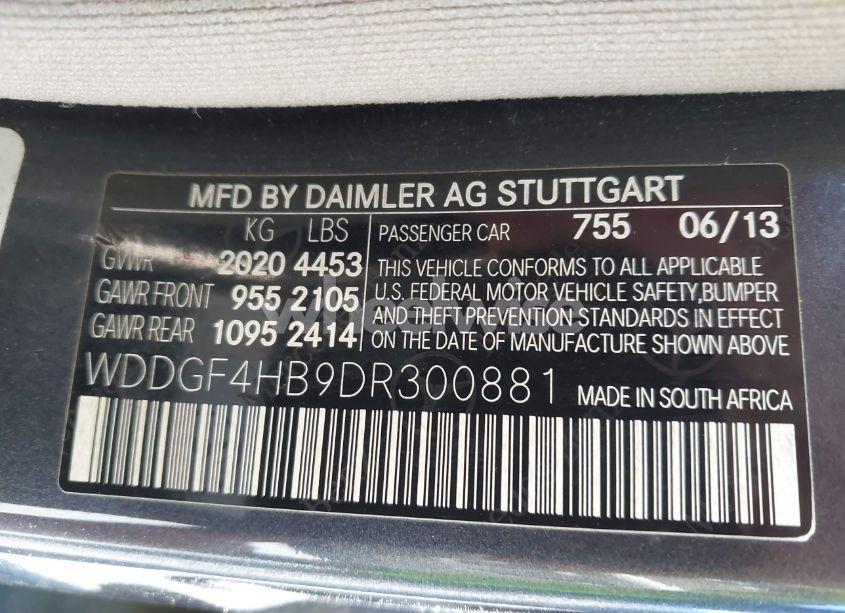 MFD BY DAIMLER AG STUTTGART
KG LBS
GVWR 2020 4453
GAWR FRONT 955 2105
GAWR REAR 1095 2414
PASSENGER CAR 755 06/13
THIS VEHICLE CONFORMS TO ALL APPLICABLE
U.S. FEDERAL MOTOR VEHICLE SAFETY,BUMPER
AND THEFT PREVENTION STANDARDS IN EFFECT
ON THE DATE OF MANUFACTURE SHOWN ABOVE
WDDGF4HB9DR300881 MADE IN SOUTH AFRICA